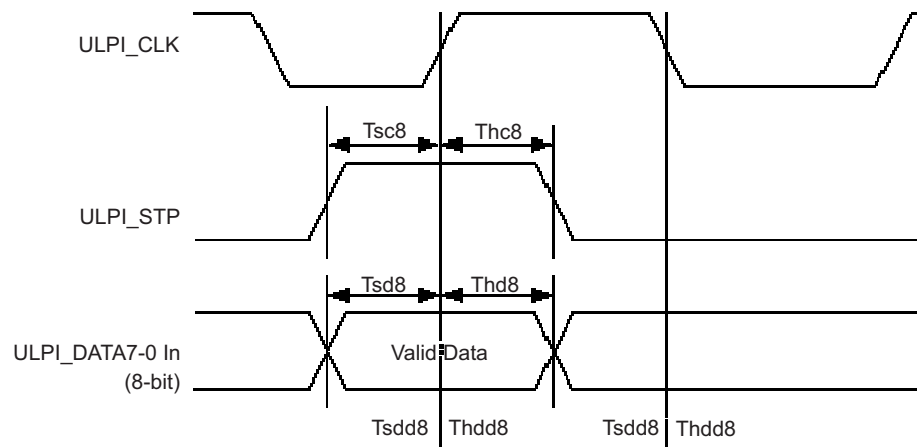 ULPI_CLK
Tsc8 Thc8
ULPI_STP
Tsd8 Thd8
ULPI_DATA7-0 In
(8-bit)
Valid Data
Tsdd8 Thdd8 Tsdd8 Thdd8